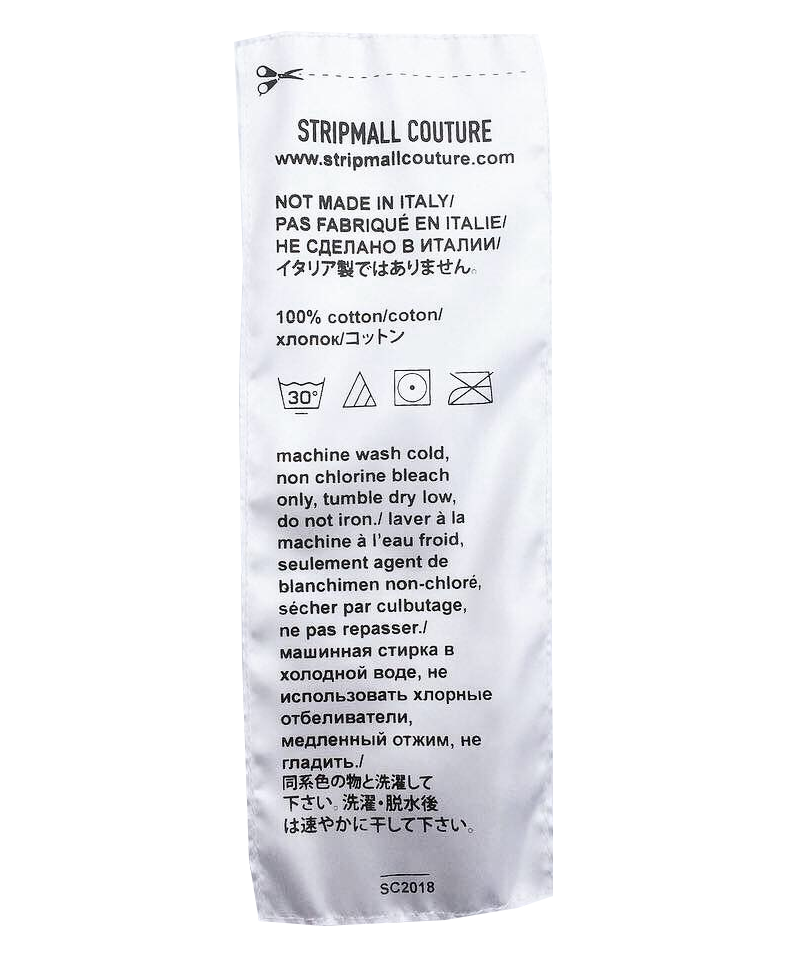 STRIPMALL COUTURE
www.stripmallcouture.com
NOT MADE IN ITALY/
PAS FABRIQUÉ EN ITALIE/
НЕ СДЕЛАНО В ИТАЛИИ/
イタリア製ではありません。
100% cotton/coton/
хлопок/コットン
30°
machine wash cold,
non chlorine bleach
only, tumble dry low,
do not iron./ laver à la
machine à l'eau froid,
seulement agent de
blanchimen non-chloré,
sécher par culbutage,
ne pas repasser./
машинная стирка в
холодной воде, не
использовать хлорные
отбеливатели,
медленный отжим, не
гладить./
同系色の物と洗濯して
下さい。洗濯・脱水後
は速やかに干して下さい。
SC2018